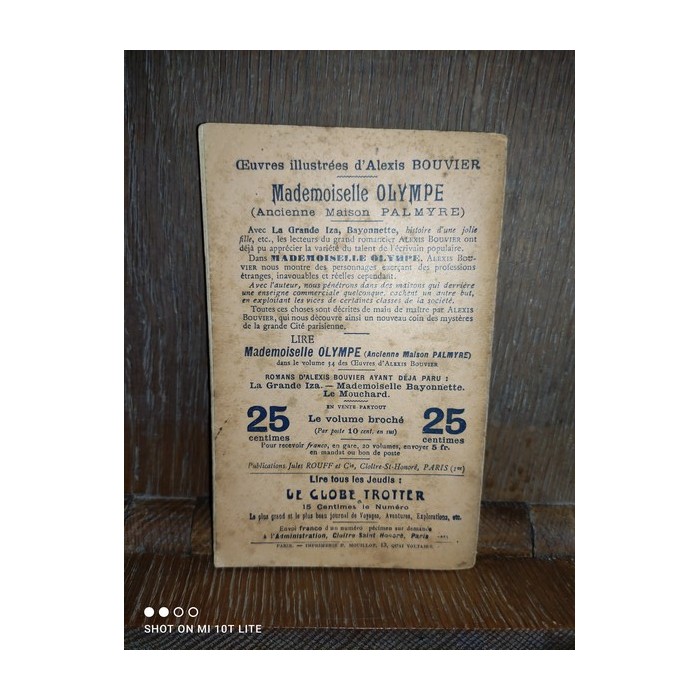 Œuvres illustrées d'Alexis BOUVIER
Mademoiselle OLYMPE
(Ancienne Maison PALMYRE)
Avec La Grande Iza, Bayonnette, histoire d'une jolie
fille, etc., les lecteurs du grand romancier ALEXIS BOUVIER ont
déjà pu apprécier la variété du talent de l'écrivain populaire.
Dans MADEMOISELLE OLYMPE, ALEXIS BOU-
VIER nous montre des personnages exerçant des professions
étranges, inavouables et réelles cependant.
Avec l'auteur, nous pénétrons dans des maisons qui derrière
une enseigne commerciale quelconque, cachent un autre but,
en exploitant les vices de certaines classes de la société.
Toutes ces choses sont décrites de main de maître par ALEXIS
BOUVIER, qui nous découvre ainsi un nouveau coin des mystères
de la grande Cité parisienne.
LIRE
Mademoiselle OLYMPE (Ancienne Maison PALMYRE)
dans le volume 54 des Œuvres d'ALEXIS BOUVIER
ROMANS D'ALEXIS BOUVIER AYANT DÉJA PARU :
La Grande Iza. — Mademoiselle Bayonnette.
Le Mouchard.
EN VENTE PARTOUT
25 centimes
Le volume broché
25 centimes
(Par poste 10 cent. en sus)
Pour recevoir franco, en gare, 20 volumes, envoyer 5 fr.
en mandat ou bon de poste
Publications Jules ROUFF et Cie, Cloître-St-Honoré, PARIS (1er)
Lire tous les Jeudis :
LE GLOBE TROTTER
15 Centimes le Numéro
Le plus grand et le plus beau journal de Voyages, Aventures, Explorations, etc.
Envoi franco d'un numéro spécimen sur demande
à l'Administration, Cloître Saint Honoré, Paris
PARIS. — IMPRIMERIE P. MOUILLOT, 13, QUAI VOLTAIRE.
SHOT ON MI 10T LITE